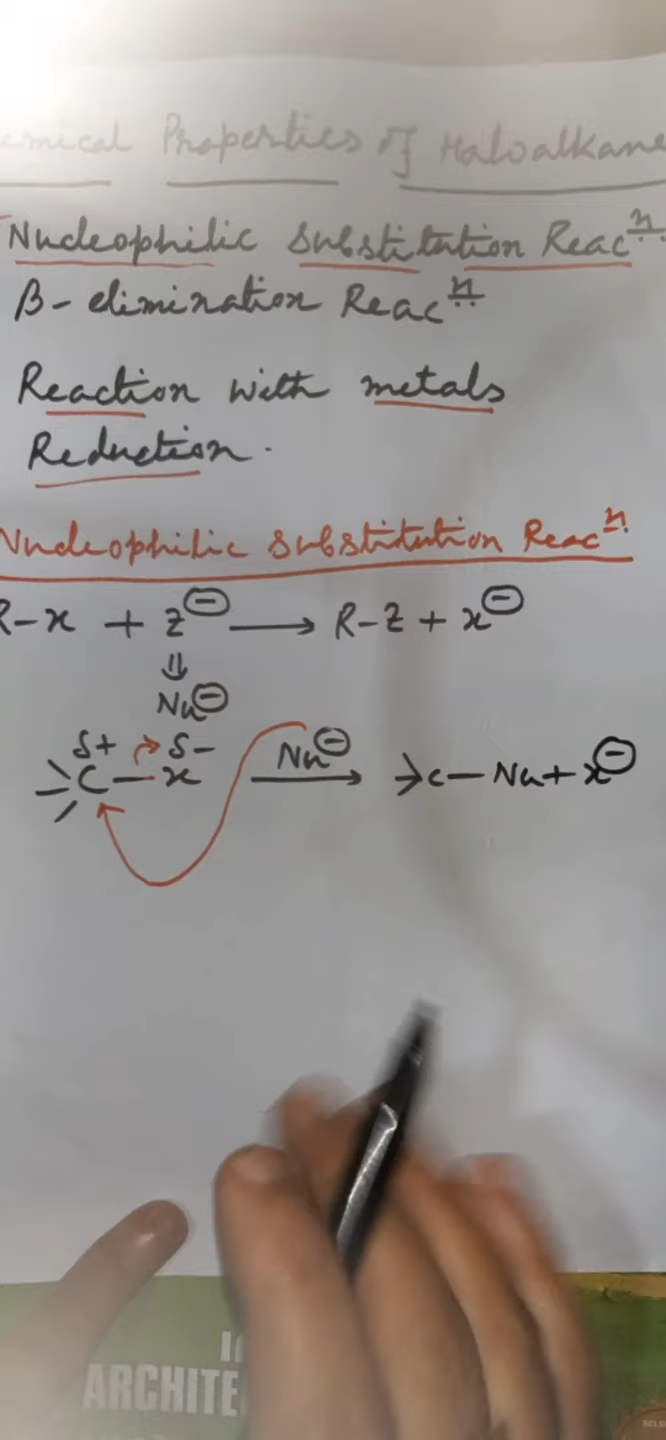 emical Properties of Haloalkane
Nucleophilic Substitution Reacⁿ
β- elimination Reacⁿ
Reaction with metals
Reduction.
Nucleophilic Substitution Reacⁿ
R-x + z⊖ → R-z + x⊖
⇓
Nu⊖
δ+ δ-
C-x Nu⊖ → >c-Nu+x⊖
ARCHITE